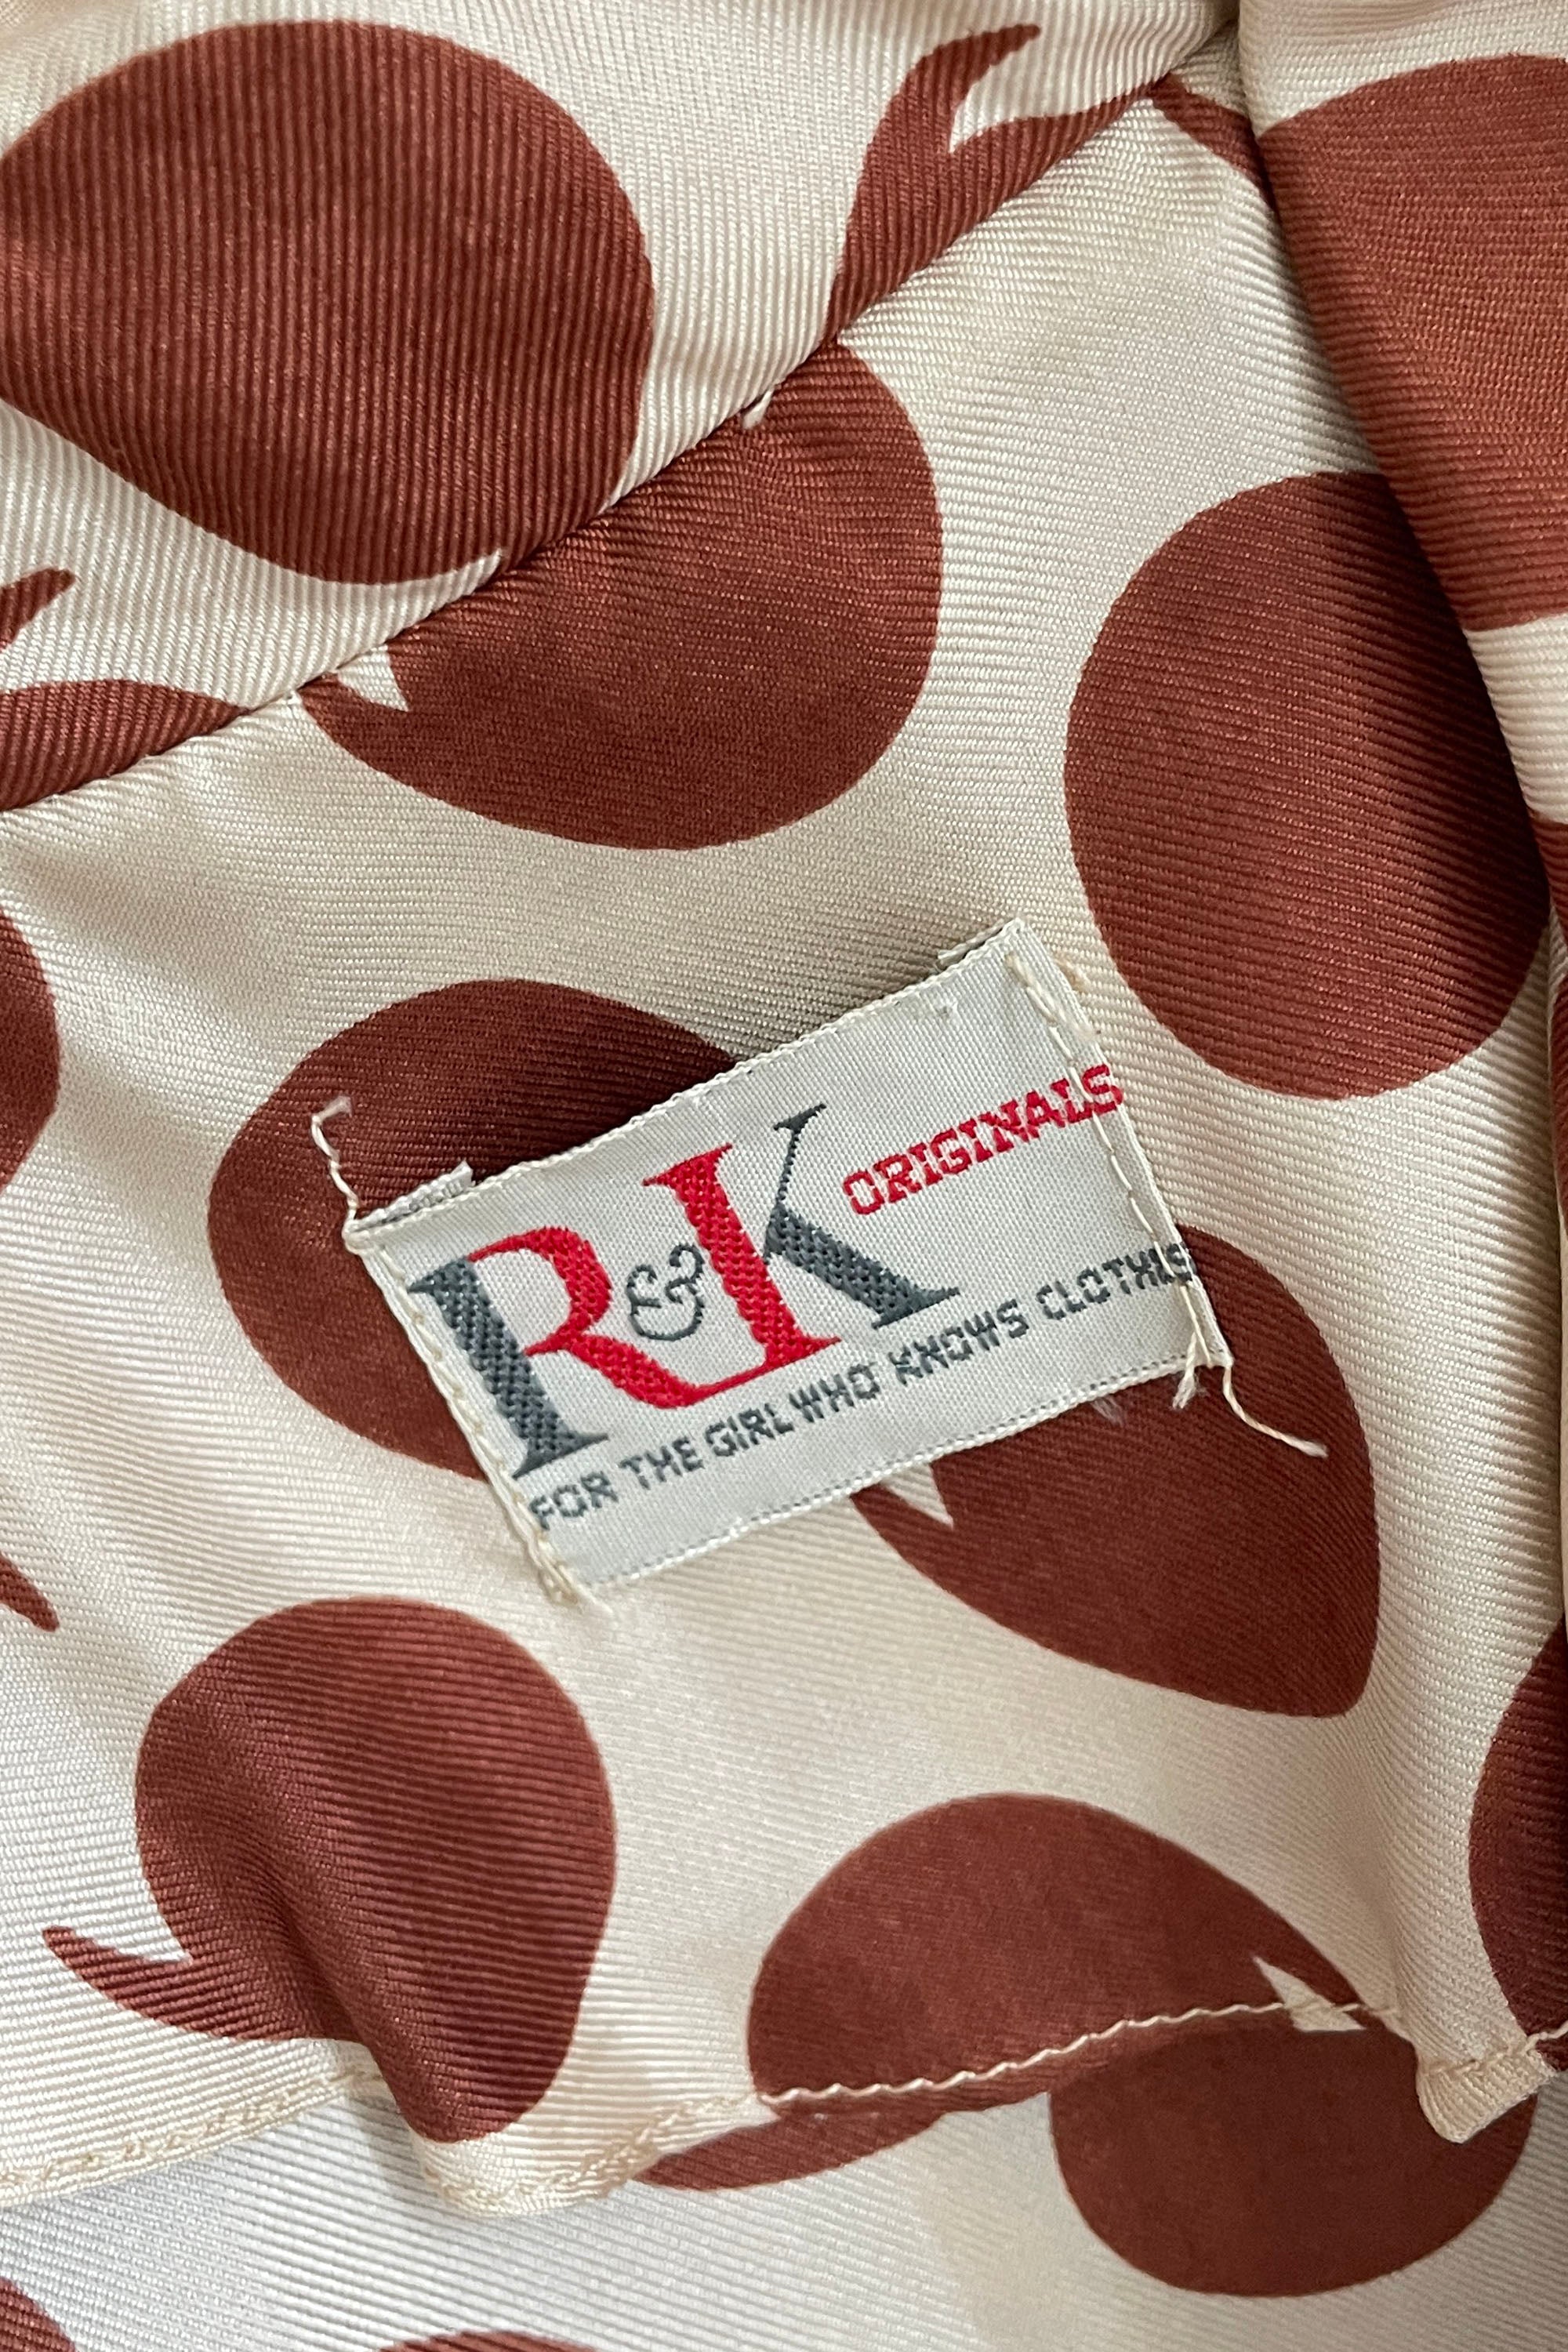 R&K ORIGINALS
FOR THE GIRL WHO KNOWS CLOTHES